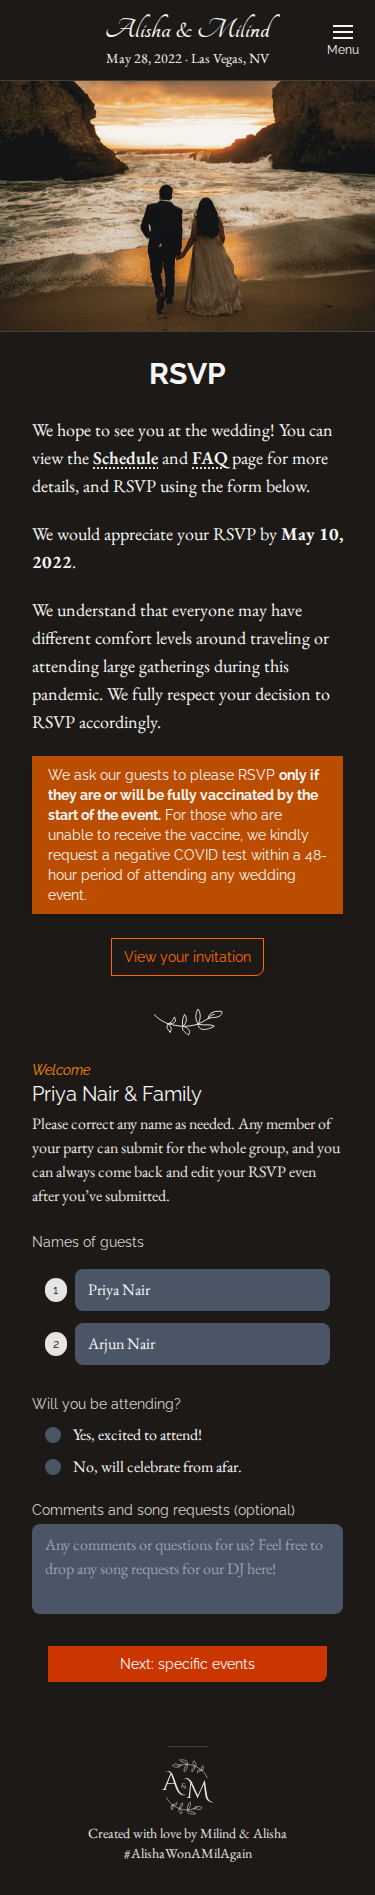 Alisha & Milind
May 28, 2022 · Las Vegas, NV
Menu
RSVP
We hope to see you at the wedding! You can
view the Schedule and FAQ page for more
details, and RSVP using the form below.
We would appreciate your RSVP by May 10,
2022.
We understand that everyone may have
different comfort levels around traveling or
attending large gatherings during this
pandemic. We fully respect your decision to
RSVP accordingly.
We ask our guests to please RSVP only if
they are or will be fully vaccinated by the
start of the event. For those who are
unable to receive the vaccine, we kindly
request a negative COVID test within a 48-
hour period of attending any wedding
event.
View your invitation
Welcome
Priya Nair & Family
Please correct any name as needed. Any member of
your party can submit for the whole group, and you
can always come back and edit your RSVP even
after you’ve submitted.
Names of guests
1 Priya Nair
2 Arjun Nair
Will you be attending?
Yes, excited to attend!
No, will celebrate from afar.
Comments and song requests (optional)
Any comments or questions for us? Feel free to
drop any song requests for our DJ here!
Next: specific events
A&M
Created with love by Milind & Alisha
#AlishaWonAMilAgain